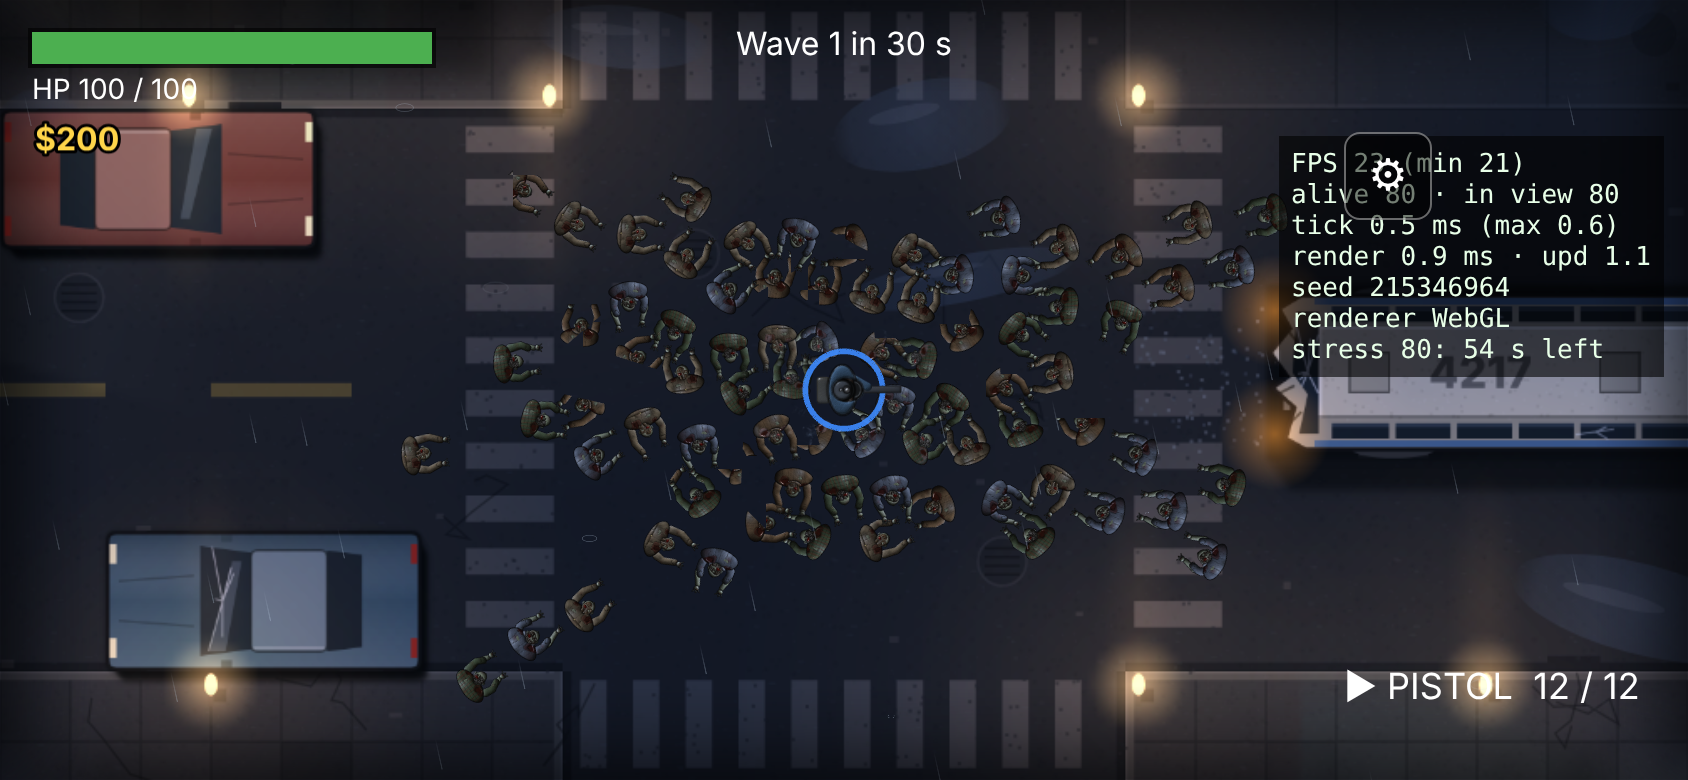 Wave 1 in 30 s
HP 100 / 100
$200
FPS 23 (min 21)
alive 80 · in view 80
tick 0.5 ms (max 0.6)
render 0.9 ms · upd 1.1
seed 215346964
renderer WebGL
stress 80: 54 s left
4217
▶ PISTOL 12 / 12